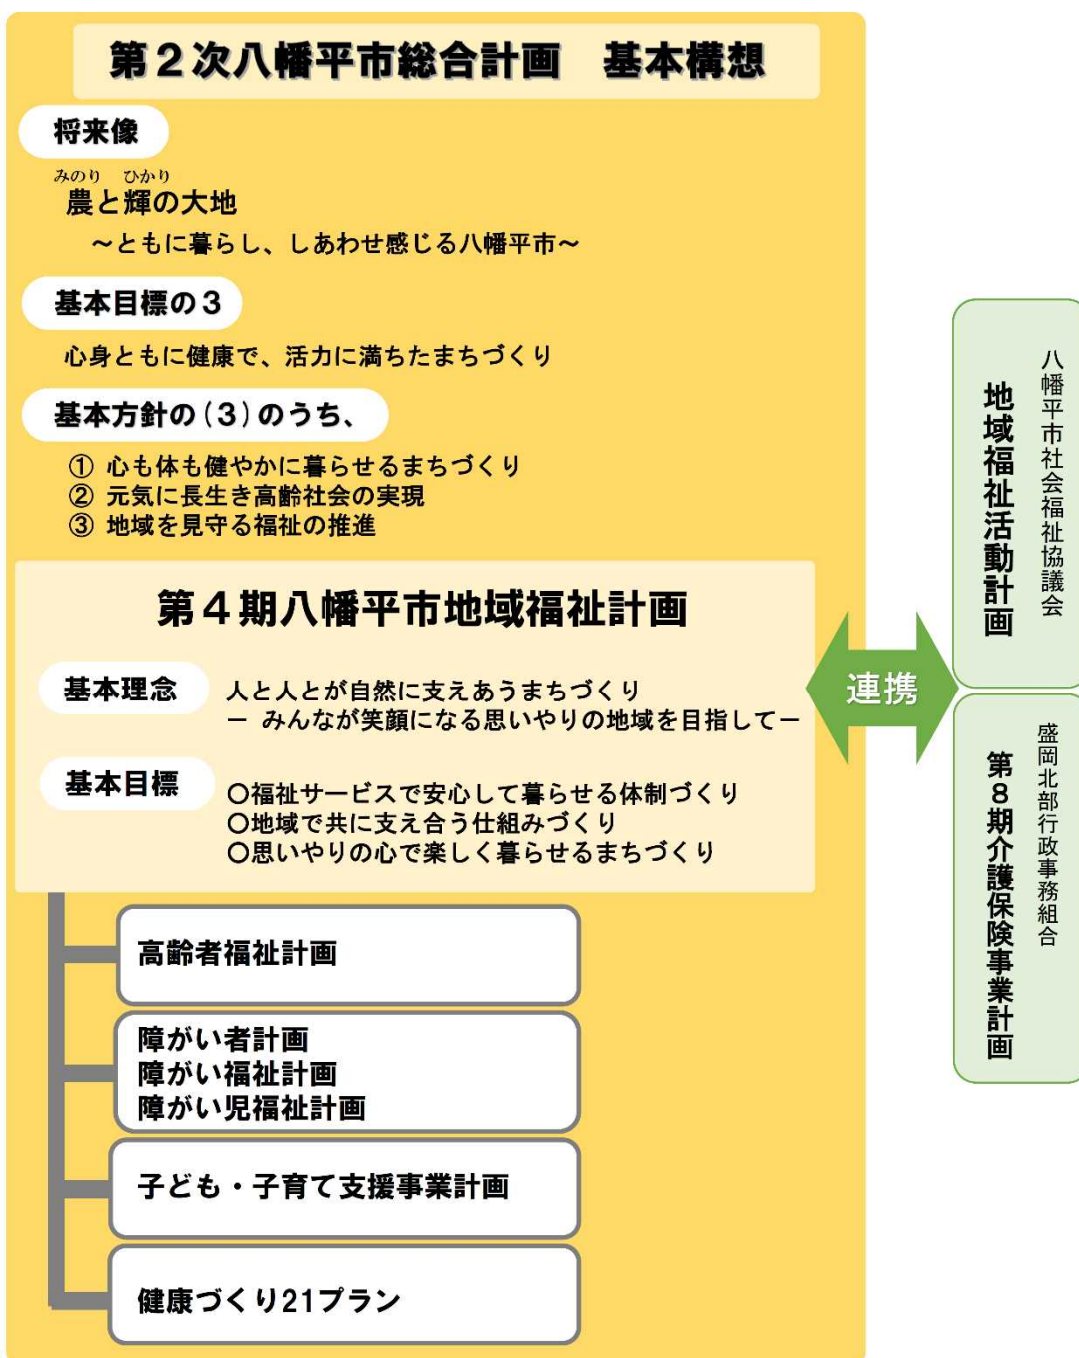 第２次八幡平市総合計画　基本構想
将来像
みのり　ひかり
農と輝の大地
～ともに暮らし、しあわせ感じる八幡平市～
基本目標の３
心身ともに健康で、活力に満ちたまちづくり
基本方針の(３)のうち、
① 心も体も健やかに暮らせるまちづくり
② 元気に長生き高齢社会の実現
③ 地域を見守る福祉の推進
第４期八幡平市地域福祉計画
基本理念
人と人とが自然に支えあうまちづくり
－ みんなが笑顔になる思いやりの地域を目指して－
基本目標
○福祉サービスで安心して暮らせる体制づくり
○地域で共に支え合う仕組みづくり
○思いやりの心で楽しく暮らせるまちづくり
高齢者福祉計画
障がい者計画
障がい福祉計画
障がい児福祉計画
子ども・子育て支援事業計画
健康づくり21プラン
連携
八幡平市社会福祉協議会
地域福祉活動計画
盛岡北部行政事務組合
第８期介護保険事業計画